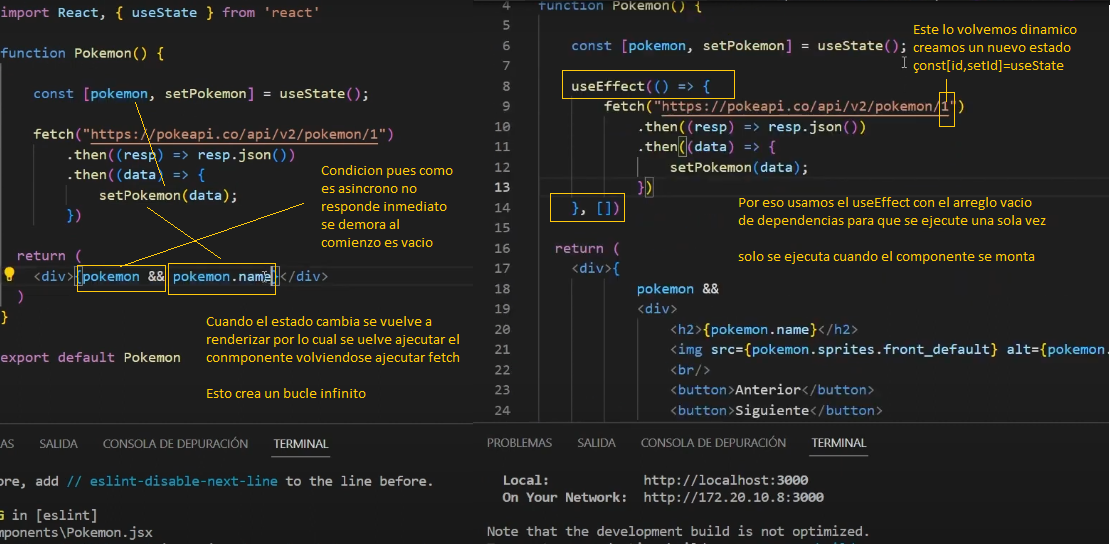 import React, { useState } from 'react'
function Pokemon() {
const [pokemon, setPokemon] = useState();
fetch("https://pokeapi.co/api/v2/pokemon/1")
.then((resp) => resp.json())
.then((data) => {
setPokemon(data);
})
return (
<div>{pokemon && pokemon.name}</div>
)
}
export default Pokemon
Condicion pues como
es asincrono no
responde inmediato
se demora al
comienzo es vacio
Cuando el estado cambia se vuelve a
renderizar por lo cual se uelve ajecutar el
conmponente volviendose ajecutar fetch
Esto crea un bucle infinito
SALIDA CONSOLA DE DEPURACIÓN TERMINAL
ore, add // eslint-disable-next-line to the line before.
in [eslint]
mponents\Pokemon.jsx
4 function Pokemon() {
5
6 const [pokemon, setPokemon] = useState();
7
8 useEffect(() => {
9 fetch("https://pokeapi.co/api/v2/pokemon/1")
10 .then((resp) => resp.json())
11 .then((data) => {
12 setPokemon(data);
13 })
14 }, [])
15
16 return (
17 <div>{
18 pokemon &&
19 <div>
20 <h2>{pokemon.name}</h2>
21 <img src={pokemon.sprites.front_default} alt={pokemon.
22 <br/>
23 <button>Anterior</button>
24 <button>Siguiente</button>
Este lo volvemos dinamico
creamos un nuevo estado
const[id,setId]=useState
Por eso usamos el useEffect con el arreglo vacio
de dependencias para que se ejecute una sola vez
solo se ejecuta cuando el componente se monta
PROBLEMAS SALIDA CONSOLA DE DEPURACIÓN TERMINAL
Local: http://localhost:3000
On Your Network: http://172.20.10.8:3000
Note that the development build is not optimized.